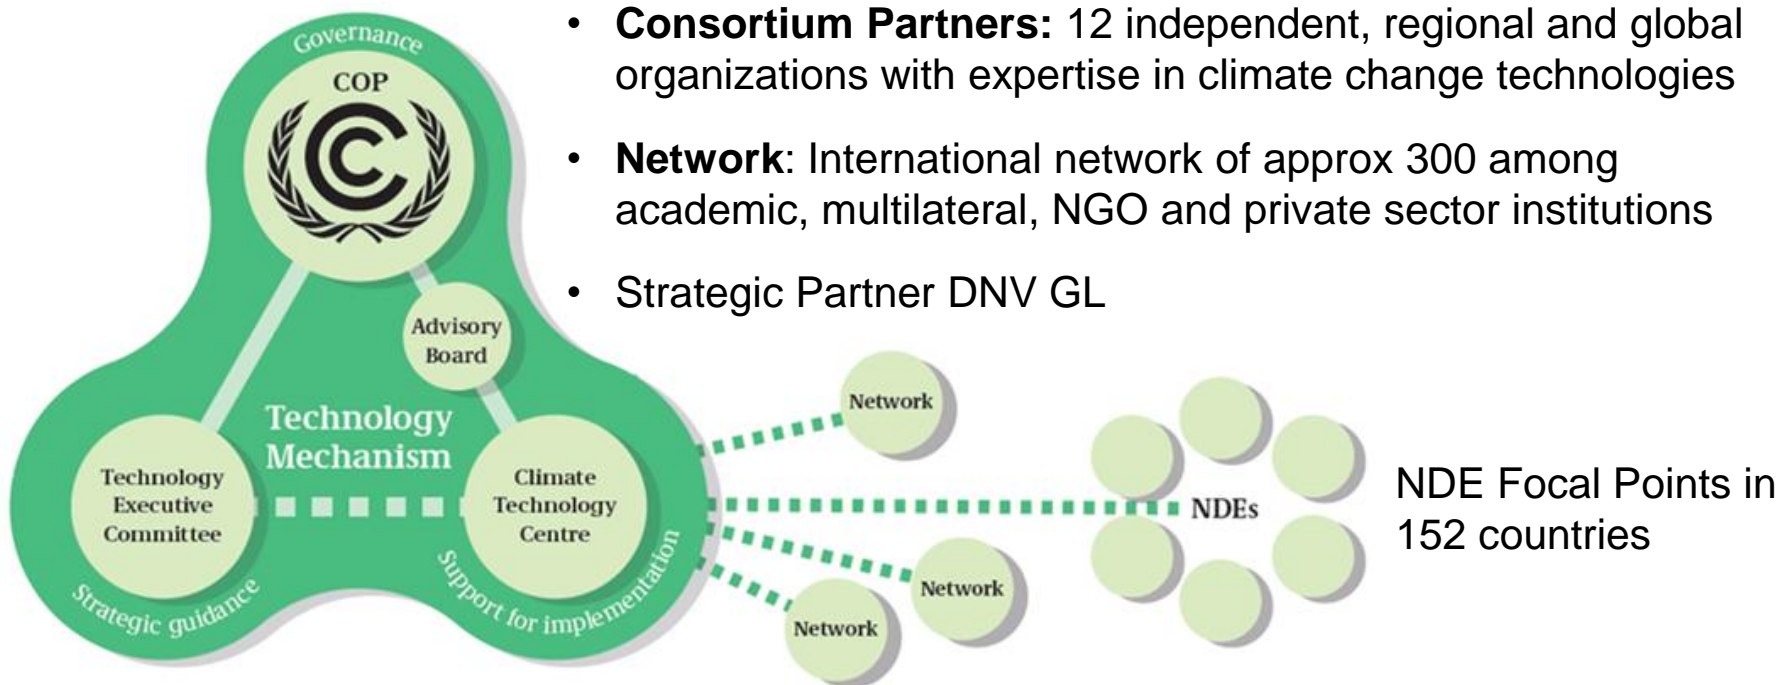 • Consortium Partners: 12 independent, regional and global
organizations with expertise in climate change technologies
• Network: International network of approx 300 among
academic, multilateral, NGO and private sector institutions
• Strategic Partner DNV GL
Governance
COP
Advisory
Board
Technology
Mechanism
Technology
Executive
Committee
Climate
Technology
Centre
Strategic guidance
Support for implementation
Network
Network
Network
NDEs
NDE Focal Points in
152 countries